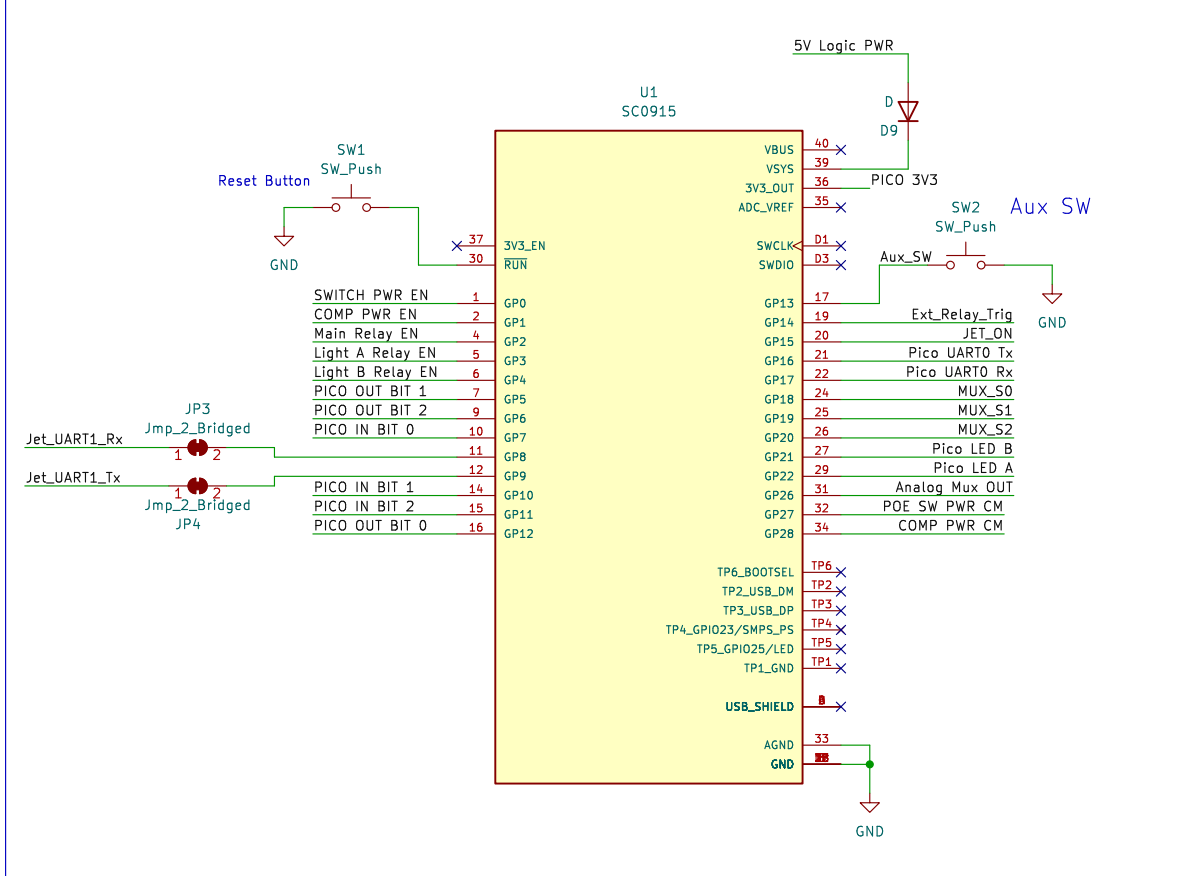 5V Logic PWR
U1
SC0915
D
D9
SW1
SW_Push
Reset Button
GND
VBUS 40
VSYS 39
3V3_OUT 36
PICO 3V3
ADC_VREF 35
SW2
SW_Push
Aux SW
37 3V3_EN
SWCLK D1
30 RUN
SWDIO D3
Aux_SW
GND
SWITCH PWR EN 1 GP0
GP13 17
COMP PWR EN 2 GP1
GP14 19 Ext_Relay_Trig
Main Relay EN 4 GP2
GP15 20 JET_ON
Light A Relay EN 5 GP3
GP16 21 Pico UART0 Tx
Light B Relay EN 6 GP4
GP17 22 Pico UART0 Rx
PICO OUT BIT 1 7 GP5
GP18 24 MUX_S0
PICO OUT BIT 2 9 GP6
GP19 25 MUX_S1
PICO IN BIT 0 10 GP7
GP20 26 MUX_S2
JP3
Jmp_2_Bridged
Jet_UART1_Rx
1 2
11 GP8
GP21 27 Pico LED B
Jet_UART1_Tx
1 2
12 GP9
GP22 29 Pico LED A
Jmp_2_Bridged
JP4
PICO IN BIT 1 14 GP10
GP26 31 Analog Mux OUT
PICO IN BIT 2 15 GP11
GP27 32 POE SW PWR CM
PICO OUT BIT 0 16 GP12
GP28 34 COMP PWR CM
TP6_BOOTSEL TP6
TP2_USB_DM TP2
TP3_USB_DP TP3
TP4_GPIO23/SMPS_PS TP4
TP5_GPIO25/LED TP5
TP1_GND TP1
USB_SHIELD
AGND 33
GND
GND